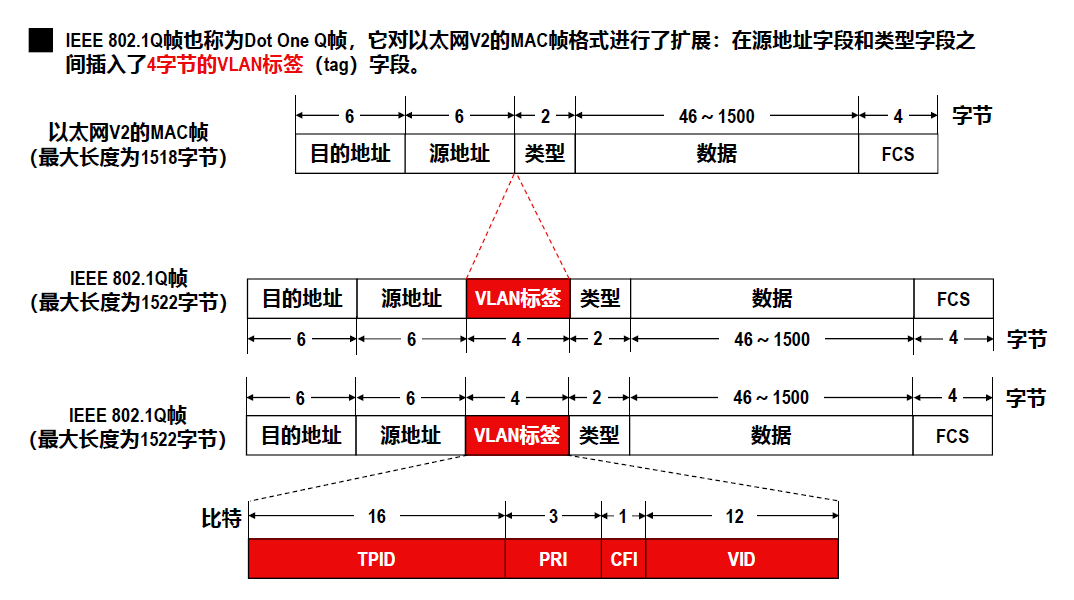 IEEE 802.1Q帧也称为Dot One Q帧，它对以太网V2的MAC帧格式进行了扩展：在源地址字段和类型字段之
间插入了4字节的VLAN标签（tag）字段。
6 6 2 46 ~ 1500 4 字节
以太网V2的MAC帧
（最大长度为1518字节）
目的地址 源地址 类型 数据 FCS
IEEE 802.1Q帧
（最大长度为1522字节）
目的地址 源地址 VLAN标签 类型 数据 FCS
6 6 4 2 46 ~ 1500 4 字节
6 6 4 2 46 ~ 1500 4 字节
IEEE 802.1Q帧
（最大长度为1522字节）
目的地址 源地址 VLAN标签 类型 数据 FCS
比特 16 3 1 12
TPID PRI CFI VID